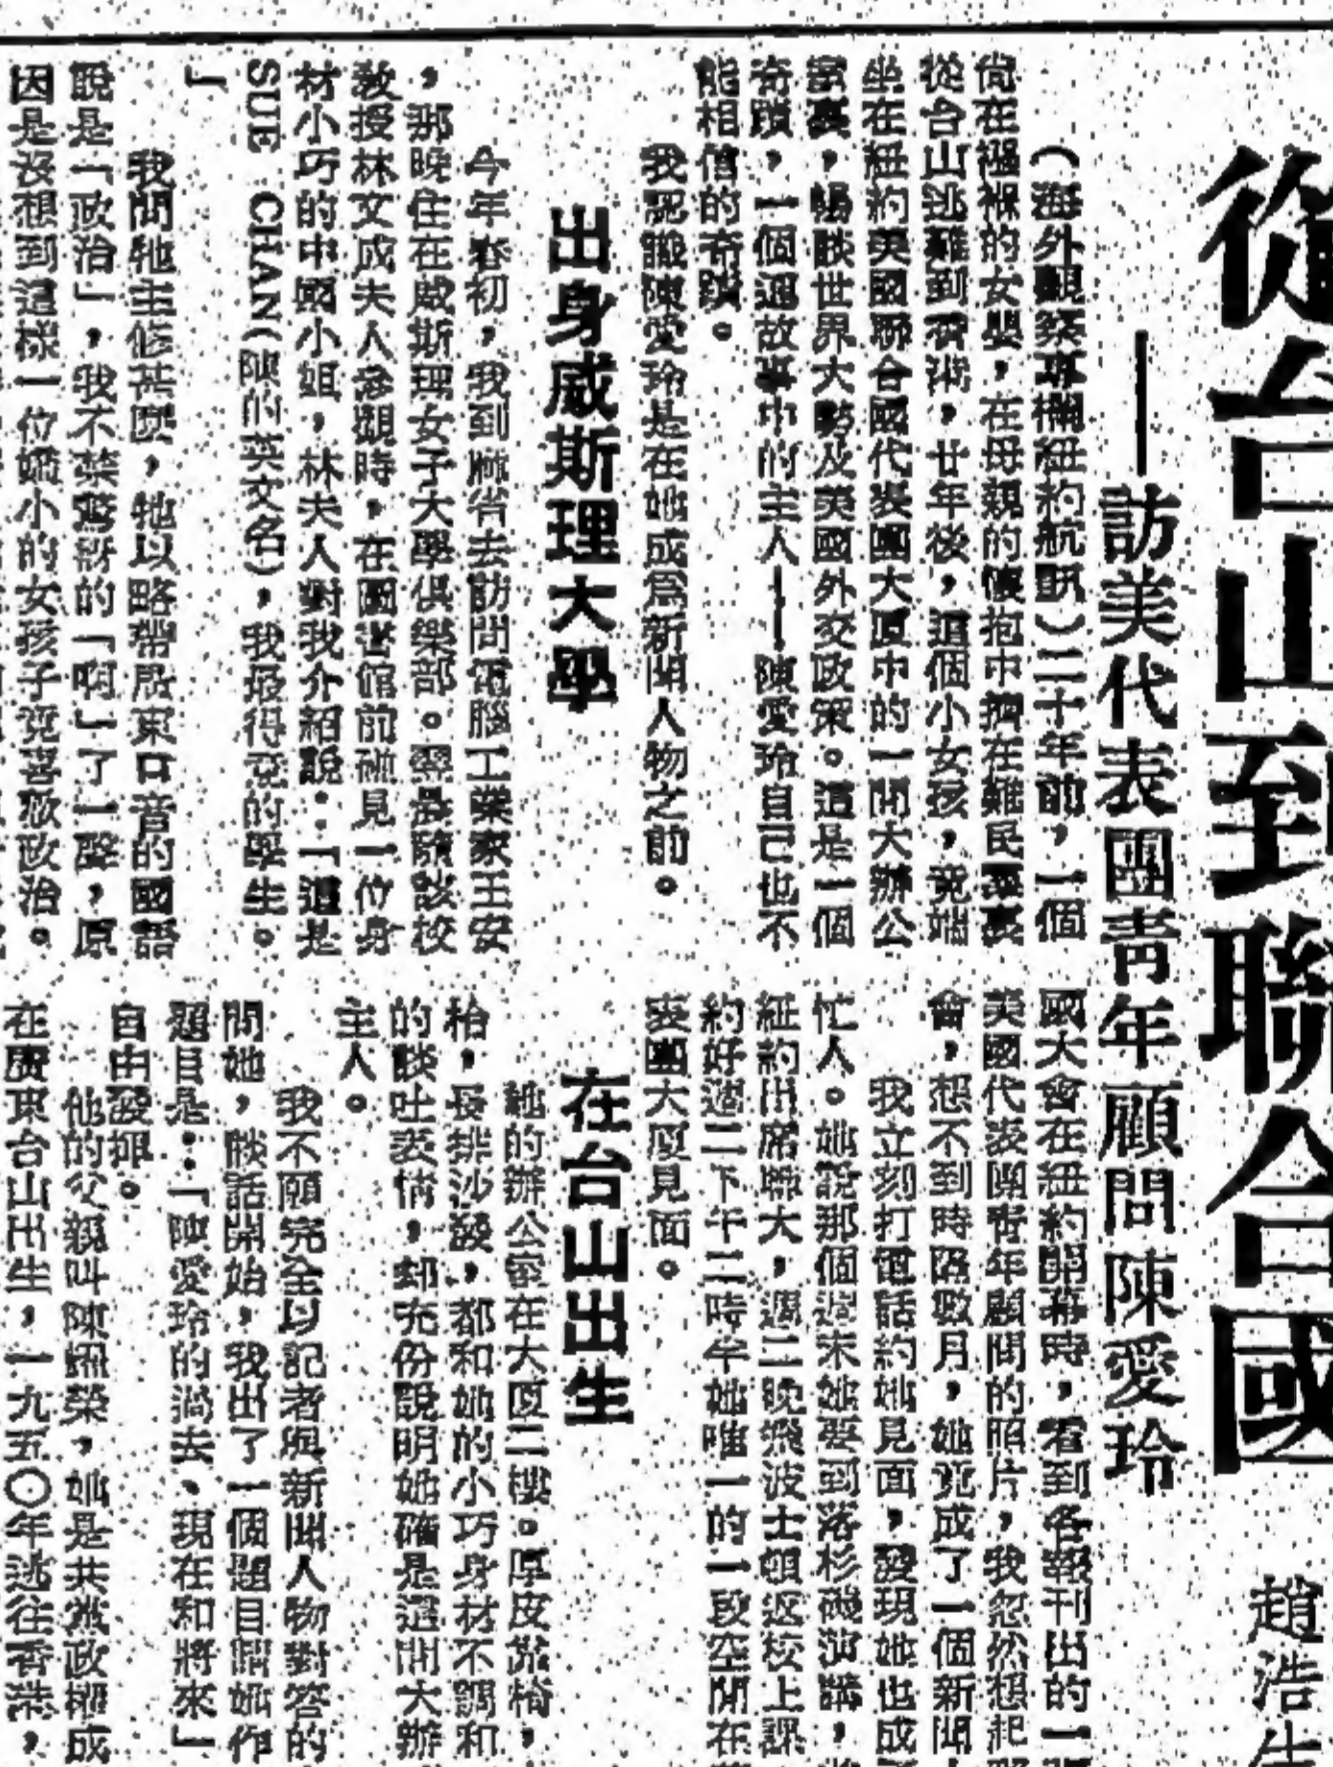 從台山到聯合國
——訪美代表團青年顧問陳愛玲
趙浩生
（海外觀察專欄紐約航訊）二十年前，一個
尙在襁褓的女嬰，在母親的懷抱中擠在難民羣裏
從台山逃難到香港，廿年後，這個小女孩，竟端
坐在紐約美國聯合國代表團大廈中的一間大辦公
室裏，暢談世界大勢及美國外交政策。這是一個
奇蹟，一個故事中的主人——陳愛玲自己也不
能相信的奇蹟。
我認識陳愛玲是在她成爲新聞人物之前。
出身威斯理大學
今年春初，我到麻省去訪問電腦工業家王安
，那晚住在威斯理女子大學俱樂部。翌晨隨該校
教授林文成夫人參觀時，在圖書館前碰見一位身
材小巧的中國小姐，林夫人對我介紹說：「這是
SUE CHAN(陳的英文名)，我最得意的學生。
」
我問牠主修甚麼，牠以略帶廣東口音的國語
說是「政治」，我不禁驚訝的「啊」了一聲，原
因是沒想到這樣一位嬌小的女孩子竟喜歡政治。
國大會在紐約開幕時，看到各報刊出的一張
美國代表團青年顧問的照片，我忽然想起
會，想不到時隔數月，她竟成了一個新聞
我立刻打電話約她見面，發現她也成了
忙人。她說那個週末她要到落杉磯演講，
紐約出席聯大，週三晚飛波士頓返校上課
約好週二下午二時半她唯一的一段空閒在
表團大廈見面。
在台山出生
她的辦公室在大廈二樓。厚皮黑椅，
枱，長排沙發，都和她的小巧身材不調和
的談吐表情，却充份說明她確是這間大辦
主人。
我不願完全以記者與新聞人物對答的
問她，談話開始，我出了一個題目請她作
題目是：「陳愛玲的過去、現在和將來」
自由發揮。
他的父親叫陳榮，她是共黨政權成
在廣東台山出生，一九五〇年逃往香港，